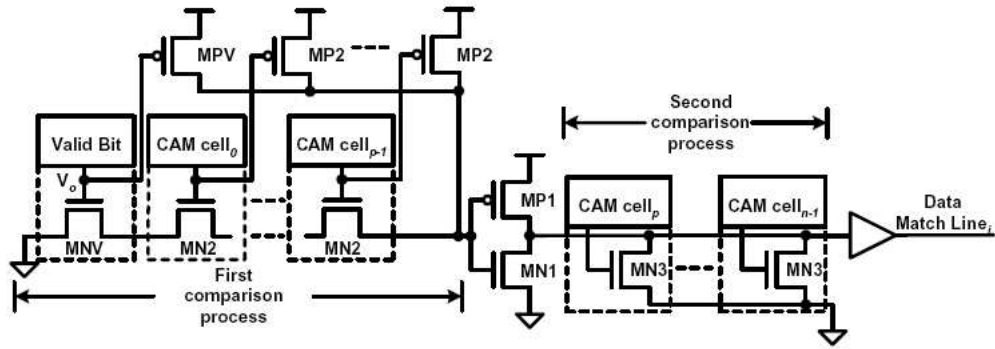 MPV
MP2
MP2
Valid Bit
CAM cell0
CAM cellp-1
Vo
MNV
MN2
MN2
First
comparison
process
MP1
MN1
Second
comparison
process
CAM cellp
CAM celln-1
MN3
MN3
Data
Match Linei